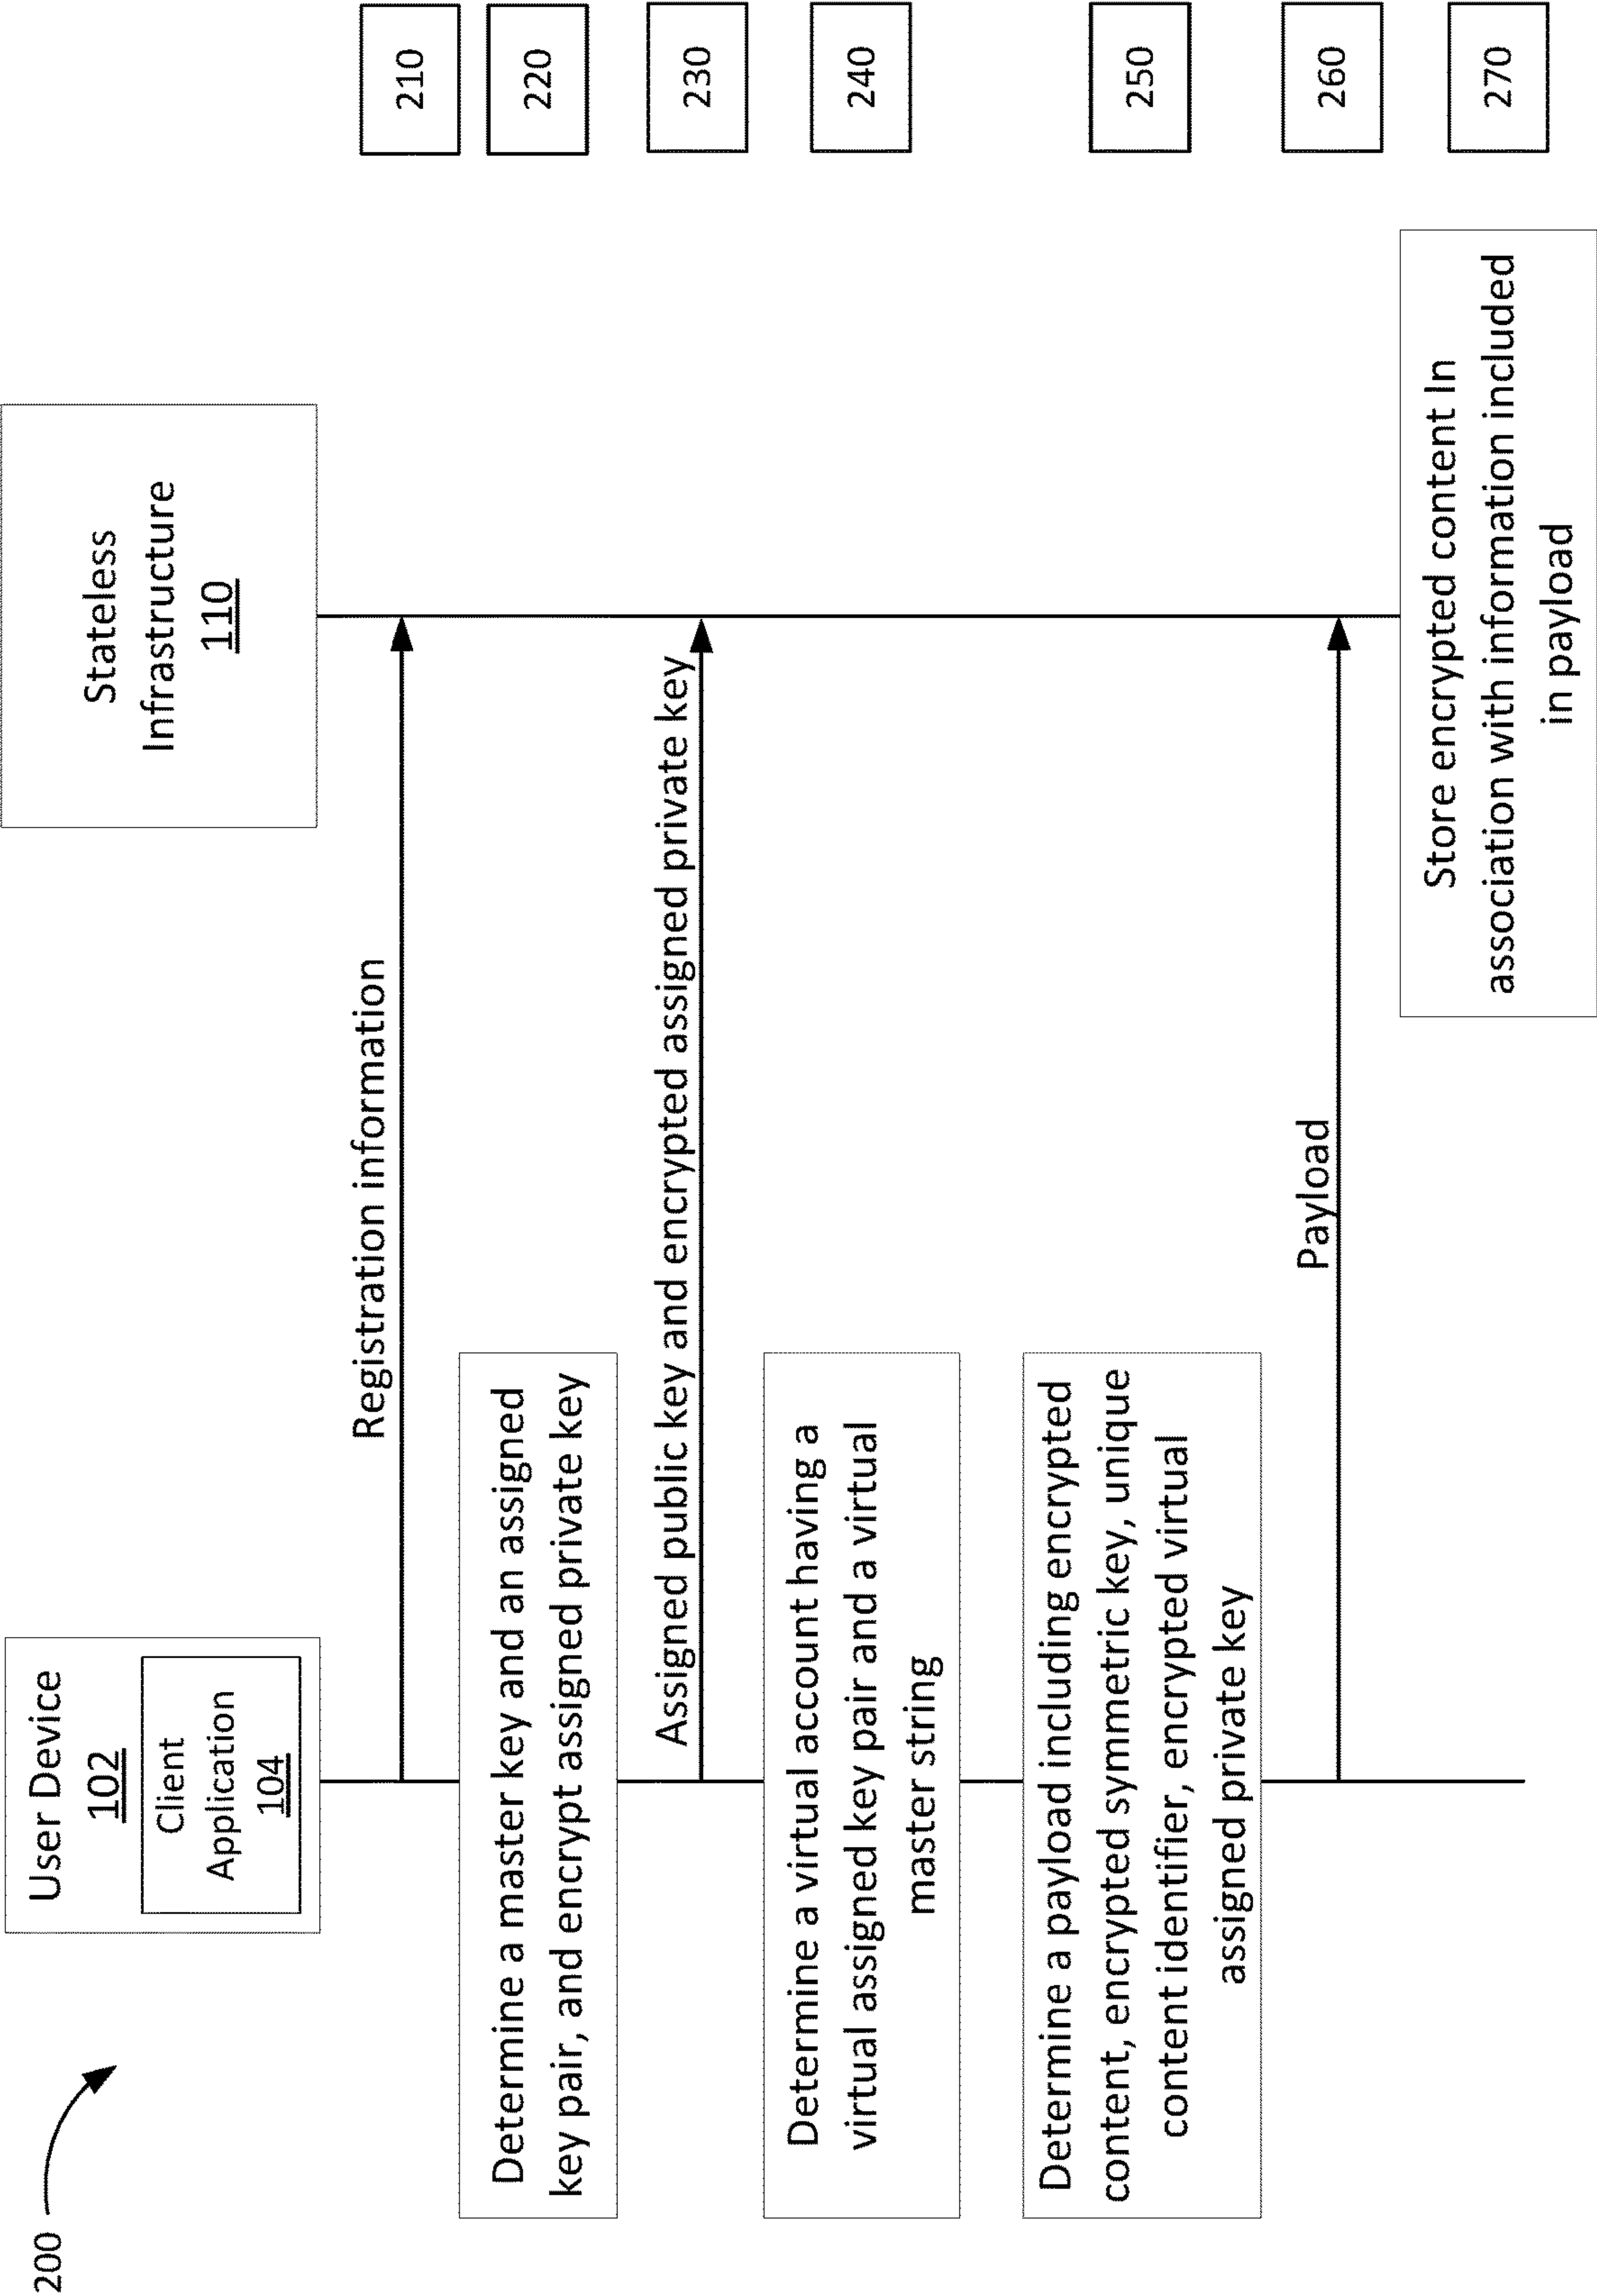 200
User Device
102
Client
Application
104
Stateless
Infrastructure
110
Registration information
210
Determine a master key and an assigned
key pair, and encrypt assigned private key
220
Assigned public key and encrypted assigned private key
230
Determine a virtual account having a
virtual assigned key pair and a virtual
master string
240
Determine a payload including encrypted
content, encrypted symmetric key, unique
content identifier, encrypted virtual
assigned private key
250
Payload
260
Store encrypted content In
association with information included
in payload
270